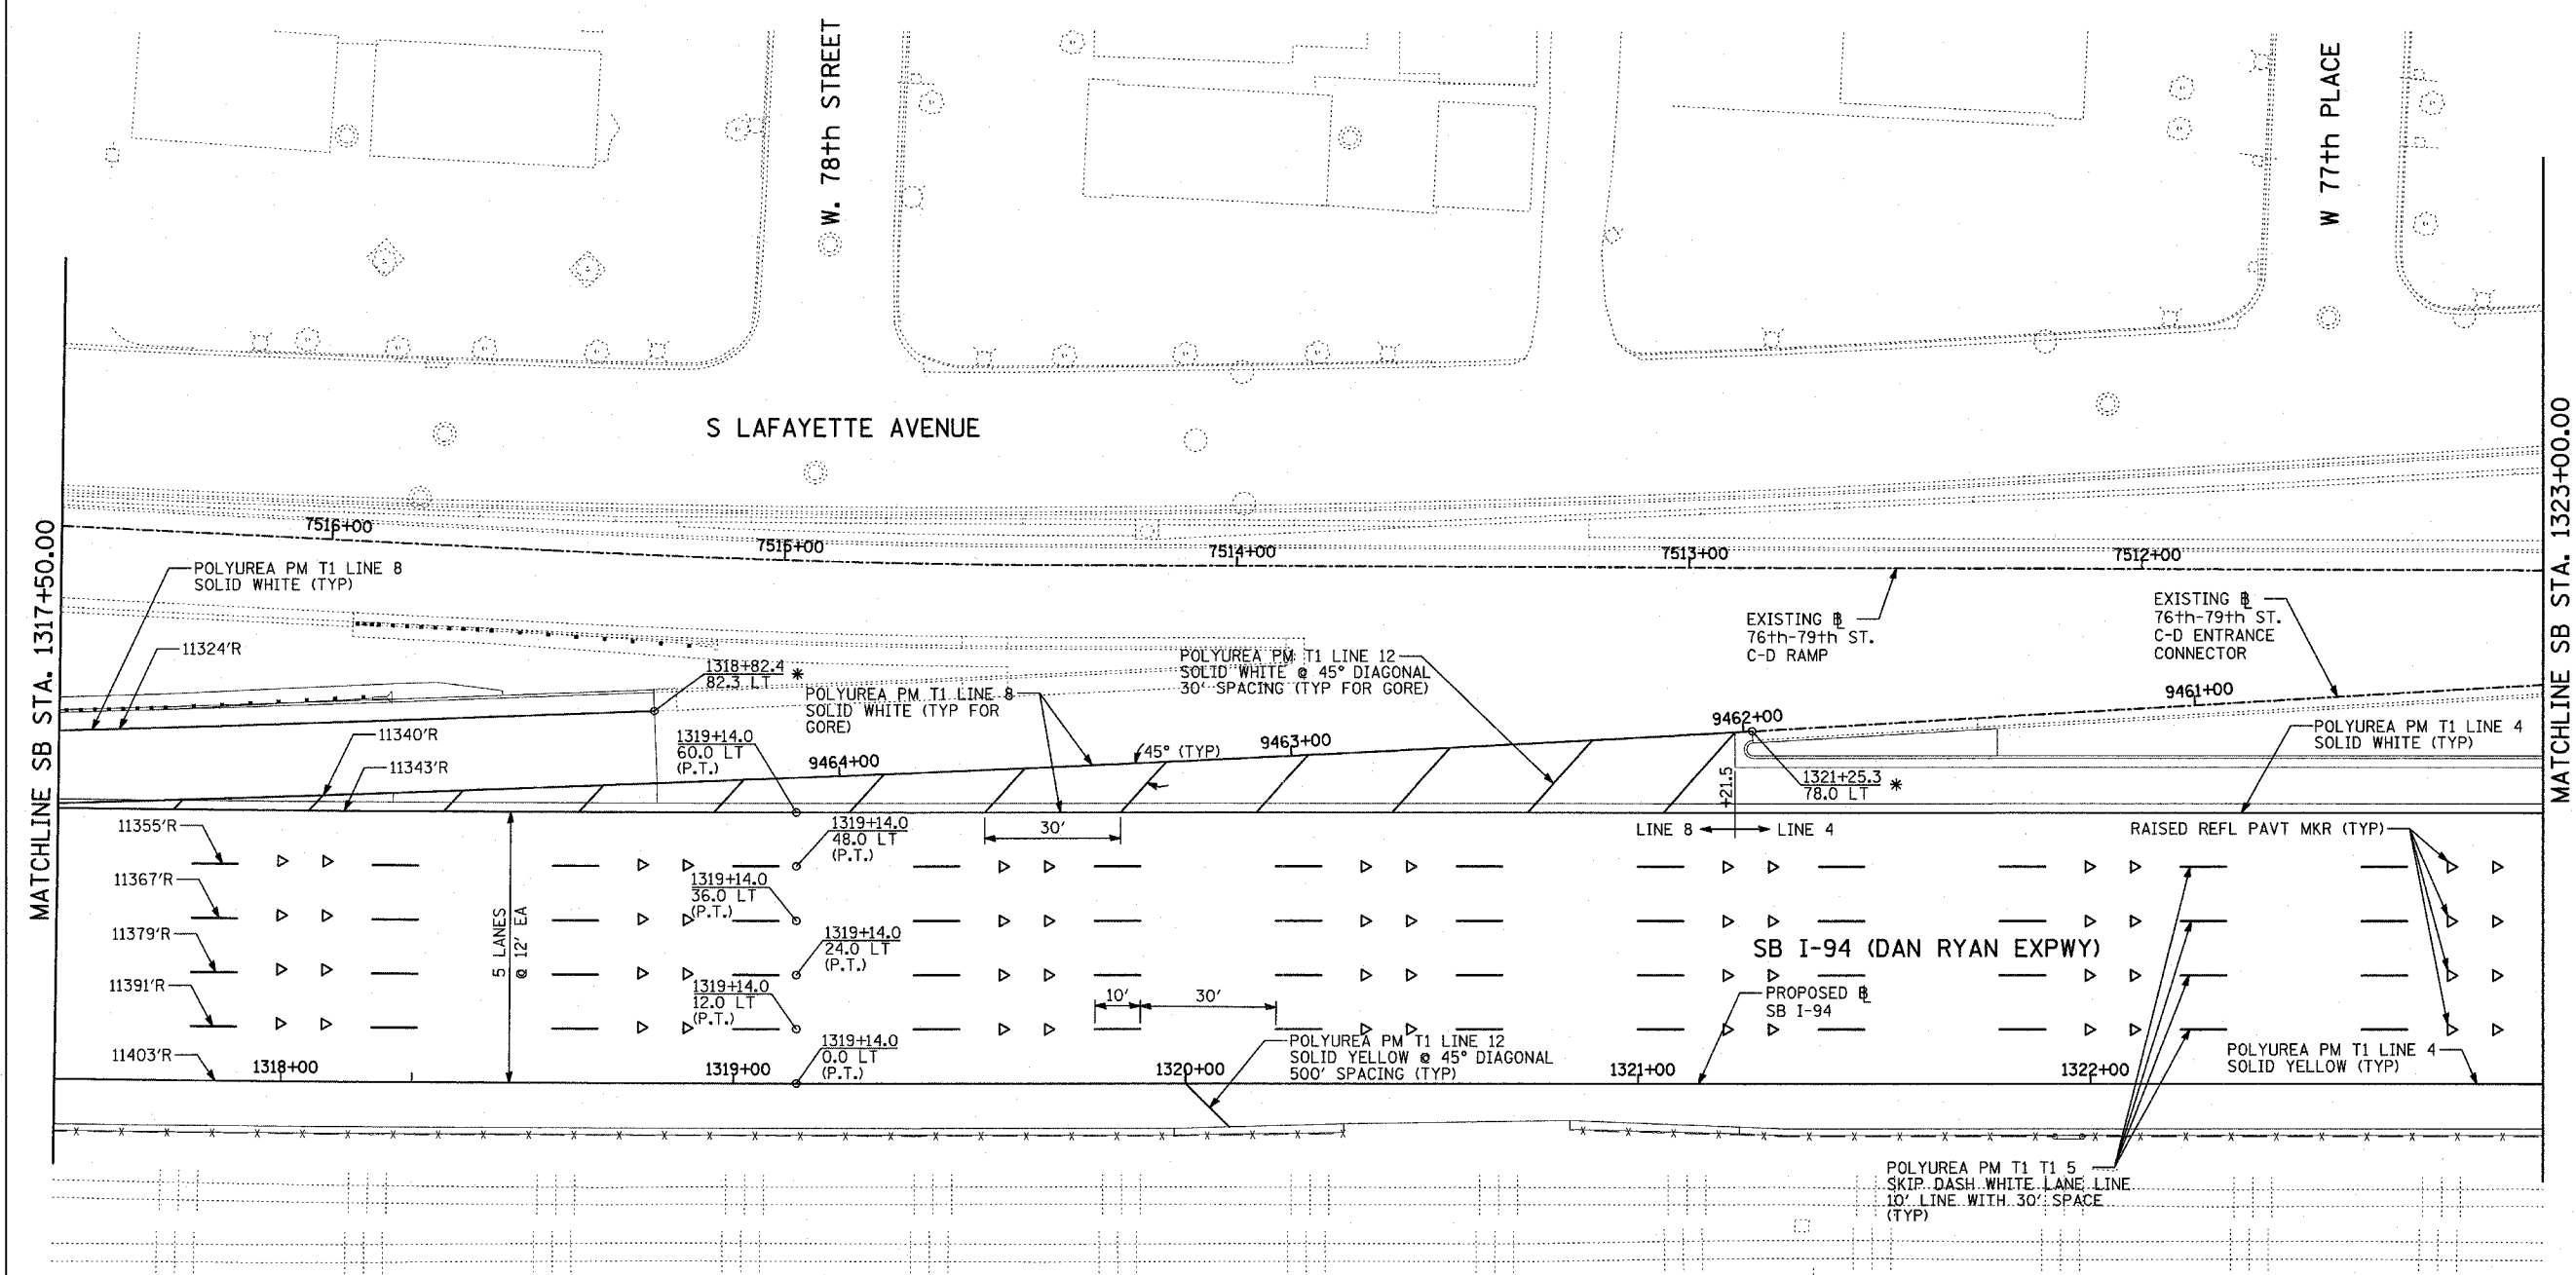 W. 78th STREET
W 77th PLACE
S LAFAYETTE AVENUE
MATCHLINE SB STA. 1317+50.00
MATCHLINE SB STA. 1323+00.00
7516+00
7515+00
7514+00
7513+00
7512+00
POLYUREA PM T1 LINE 8
SOLID WHITE (TYP)
11324'R
EXISTING B
76th-79th ST.
C-D RAMP
EXISTING B
76th-79th ST.
C-D ENTRANCE
CONNECTOR
1318+82.4
82.3 LT *
POLYUREA PM T1 LINE 8
SOLID WHITE (TYP FOR
GORE)
POLYUREA PM T1 LINE 12
SOLID WHITE @ 45° DIAGONAL
30' SPACING (TYP FOR GORE)
9461+00
9462+00
9463+00
9464+00
POLYUREA PM T1 LINE 4
SOLID WHITE (TYP)
11340'R
11343'R
1319+14.0
60.0 LT
(P.T.)
45° (TYP)
1321+25.3
78.0 LT *
+21.5
11355'R
1319+14.0
48.0 LT
(P.T.)
30'
LINE 8
LINE 4
RAISED REFL PAVT MKR (TYP)
11367'R
1319+14.0
36.0 LT
(P.T.)
5 LANES
@ 12' EA
11379'R
1319+14.0
24.0 LT
(P.T.)
SB I-94 (DAN RYAN EXPWY)
11391'R
1319+14.0
12.0 LT
(P.T.)
10'
30'
PROPOSED B
SB I-94
11403'R
1319+14.0
0.0 LT
(P.T.)
POLYUREA PM T1 LINE 12
SOLID YELLOW @ 45° DIAGONAL
500' SPACING (TYP)
POLYUREA PM T1 LINE 4
SOLID YELLOW (TYP)
1318+00
1319+00
1320+00
1321+00
1322+00
POLYUREA PM T1 T1 5
SKIP DASH WHITE LANE LINE
10' LINE WITH 30' SPACE
(TYP)